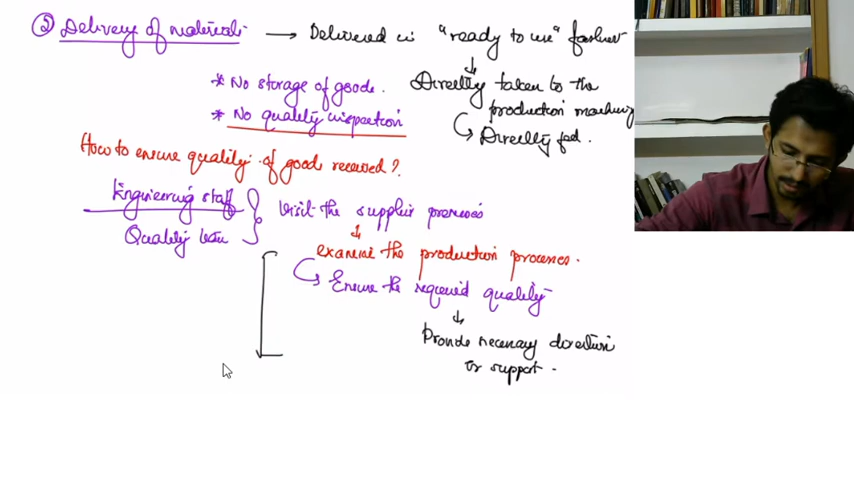 ② Delivery of materials → Delivered in "ready to use" fashion
↓
Directly taken to the
production machinery
↳ Directly fed.
* No storage of goods.
* No quality inspection
How to ensure quality of goods received?
Engineering staff
Quality team
Visit the supplier premises
↓
examine the production process.
↳ Ensure the required quality
↓
Provide necessary direction
or support.